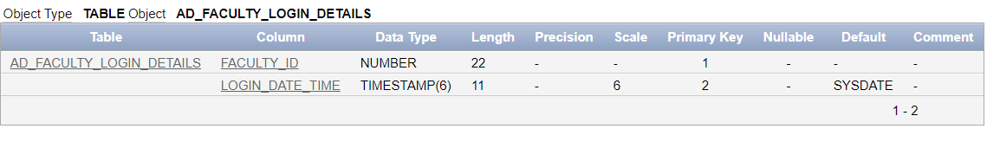 Object Type TABLE Object AD_FACULTY_LOGIN_DETAILS
Table Column Data Type Length Precision Scale Primary Key Nullable Default Comment
AD_FACULTY_LOGIN_DETAILS FACULTY_ID NUMBER 22 - - 1 - - -
LOGIN_DATE_TIME TIMESTAMP(6) 11 - 6 2 - SYSDATE -
1 - 2